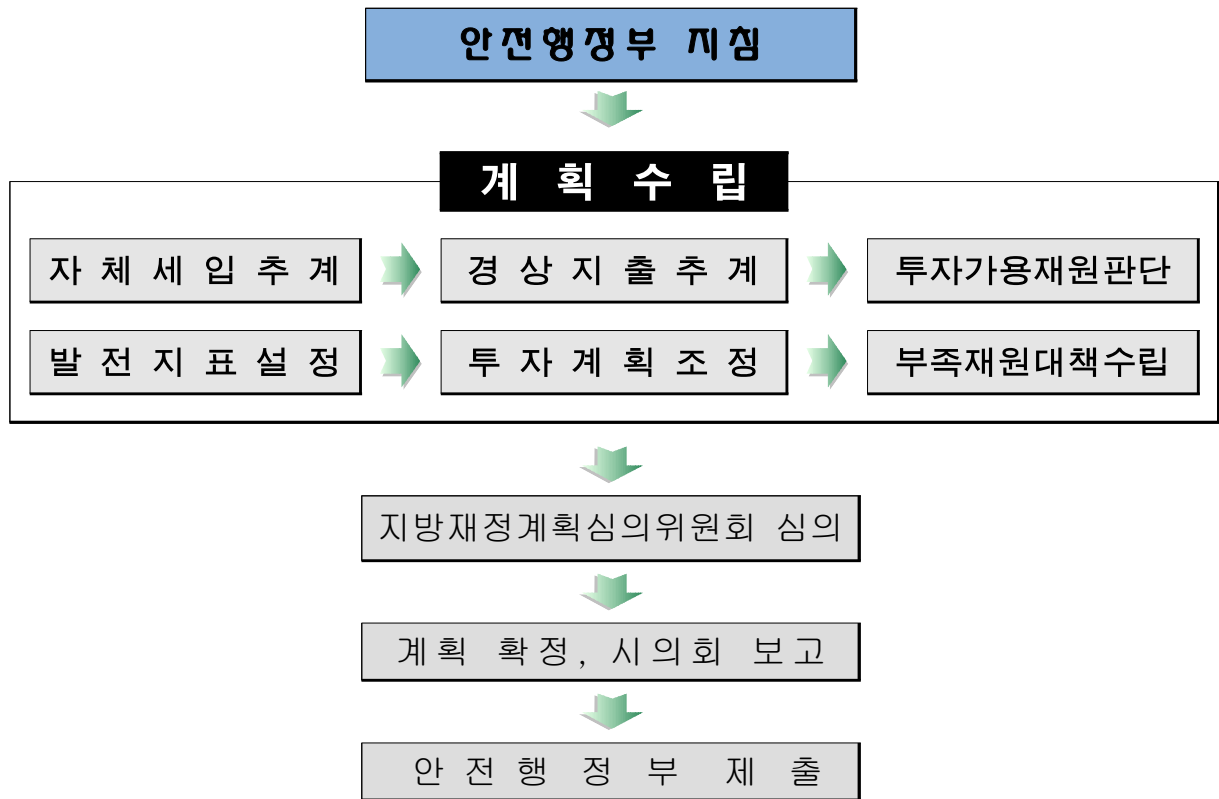 안전행정부 지침
계 획 수 립
자 체 세 입 추 계
경 상 지 출 추 계
투자가용재원판단
발 전 지 표 설 정
투 자 계 획 조 정
부족재원대책수립
지방재정계획심의위원회 심의
계획 확정, 시의회 보고
안 전 행 정 부 제 출